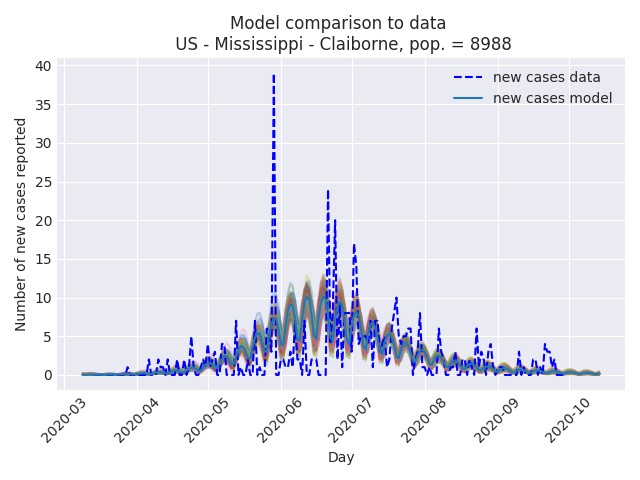 Model comparison to data
US - Mississippi - Claiborne, pop. = 8988
new cases data
new cases model
Number of new cases reported
40
35
30
25
20
15
10
5
0
2020-03
2020-04
2020-05
2020-06
2020-07
2020-08
2020-09
2020-10
Day